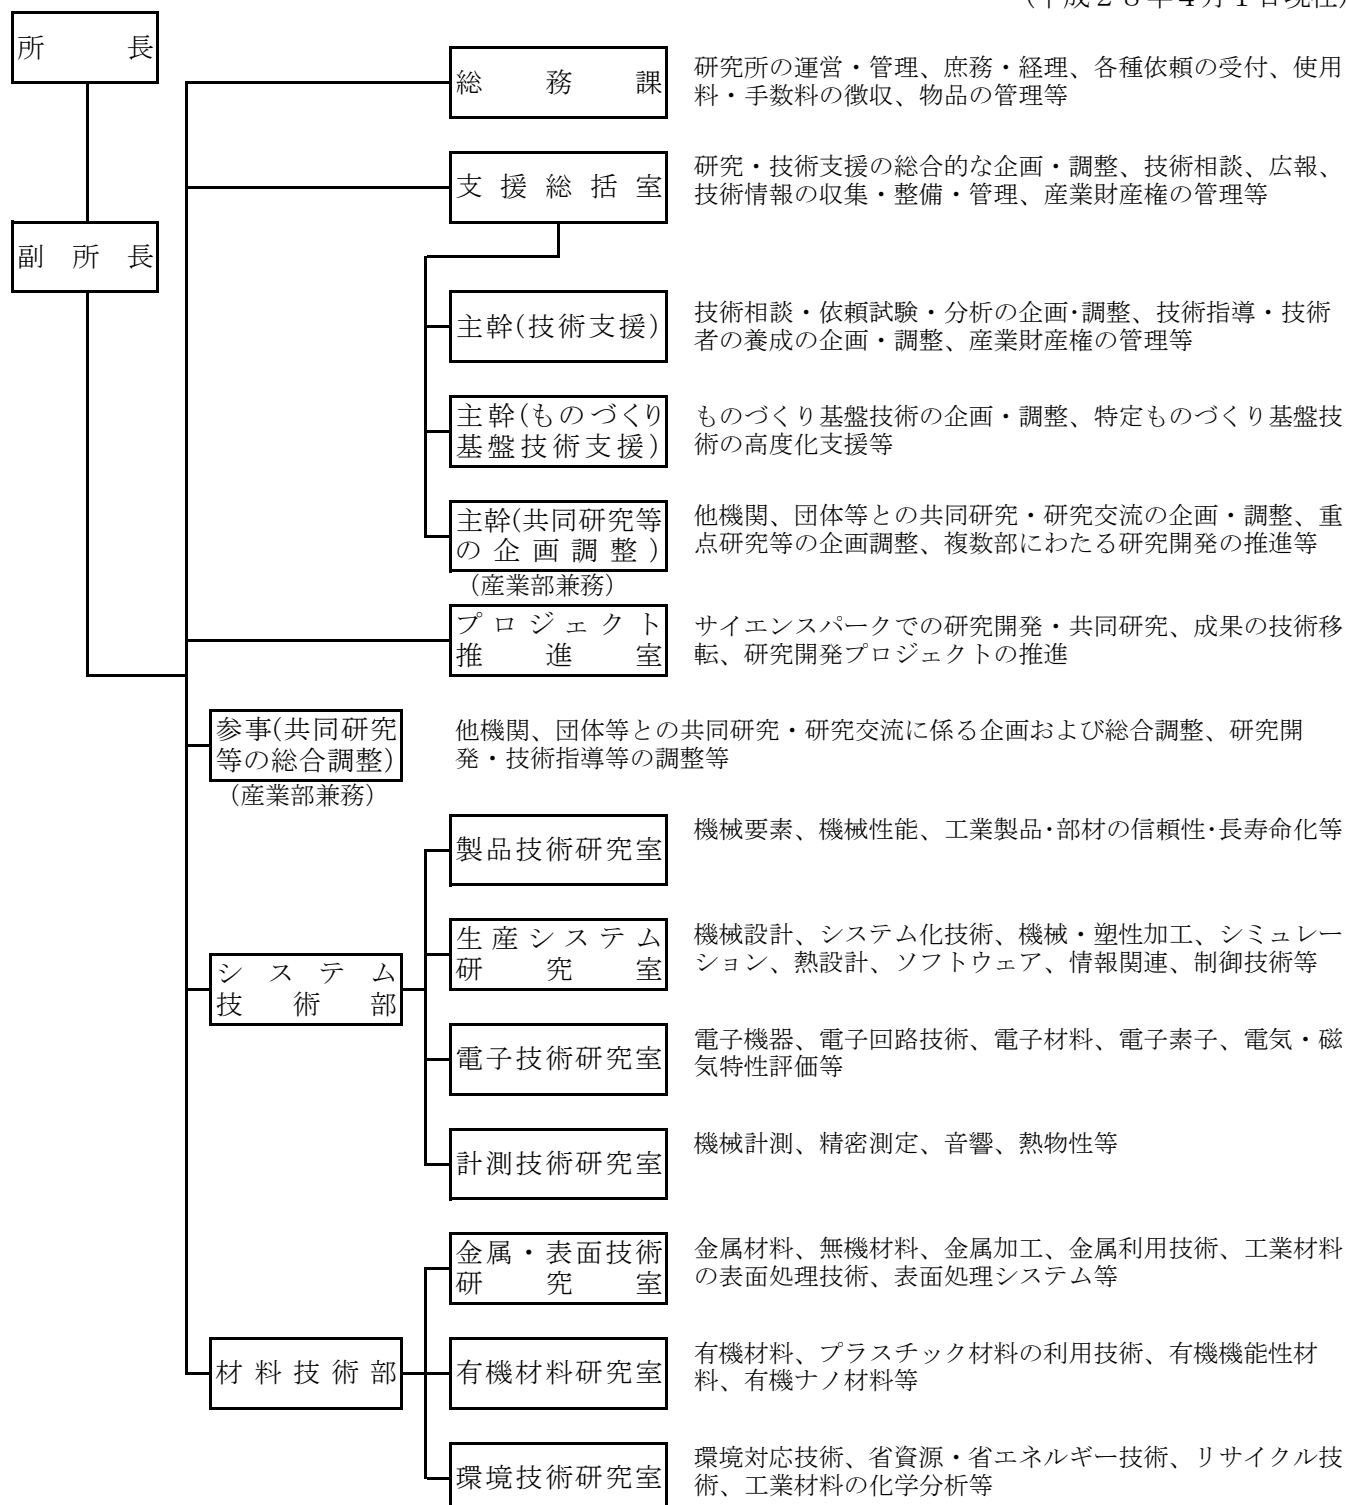 (平成２３年４月１日現在)
所長
総務課
研究所の運営・管理、庶務・経理、各種依頼の受付、使用
料・手数料の徴収、物品の管理等
支援総括室
研究・技術支援の総合的な企画・調整、技術相談、広報、
技術情報の収集・整備・管理、産業財産権の管理等
副所長
主幹(技術支援)
技術相談・依頼試験・分析の企画･調整、技術指導・技術
者の養成の企画・調整、産業財産権の管理等
主幹(ものづくり
基盤技術支援)
ものづくり基盤技術の企画・調整、特定ものづくり基盤技
術の高度化支援等
主幹(共同研究等
の企画調整)
(産業部兼務)
他機関、団体等との共同研究・研究交流の企画・調整、重
点研究等の企画調整、複数部にわたる研究開発の推進等
プロジェクト
推進室
サイエンスパークでの研究開発・共同研究、成果の技術移
転、研究開発プロジェクトの推進
参事(共同研究
等の総合調整)
(産業部兼務)
他機関、団体等との共同研究・研究交流に係る企画および総合調整、研究開
発・技術指導等の調整等
製品技術研究室
機械要素、機械性能、工業製品･部材の信頼性･長寿命化等
システム
技術部
生産システム
研究室
機械設計、システム化技術、機械・塑性加工、シミュレー
ション、熱設計、ソフトウェア、情報関連、制御技術等
電子技術研究室
電子機器、電子回路技術、電子材料、電子素子、電気・磁
気特性評価等
計測技術研究室
機械計測、精密測定、音響、熱物性等
金属・表面技術
研究室
金属材料、無機材料、金属加工、金属利用技術、工業材料
の表面処理技術、表面処理システム等
材料技術部
有機材料研究室
有機材料、プラスチック材料の利用技術、有機機能性材
料、有機ナノ材料等
環境技術研究室
環境対応技術、省資源・省エネルギー技術、リサイクル技
術、工業材料の化学分析等